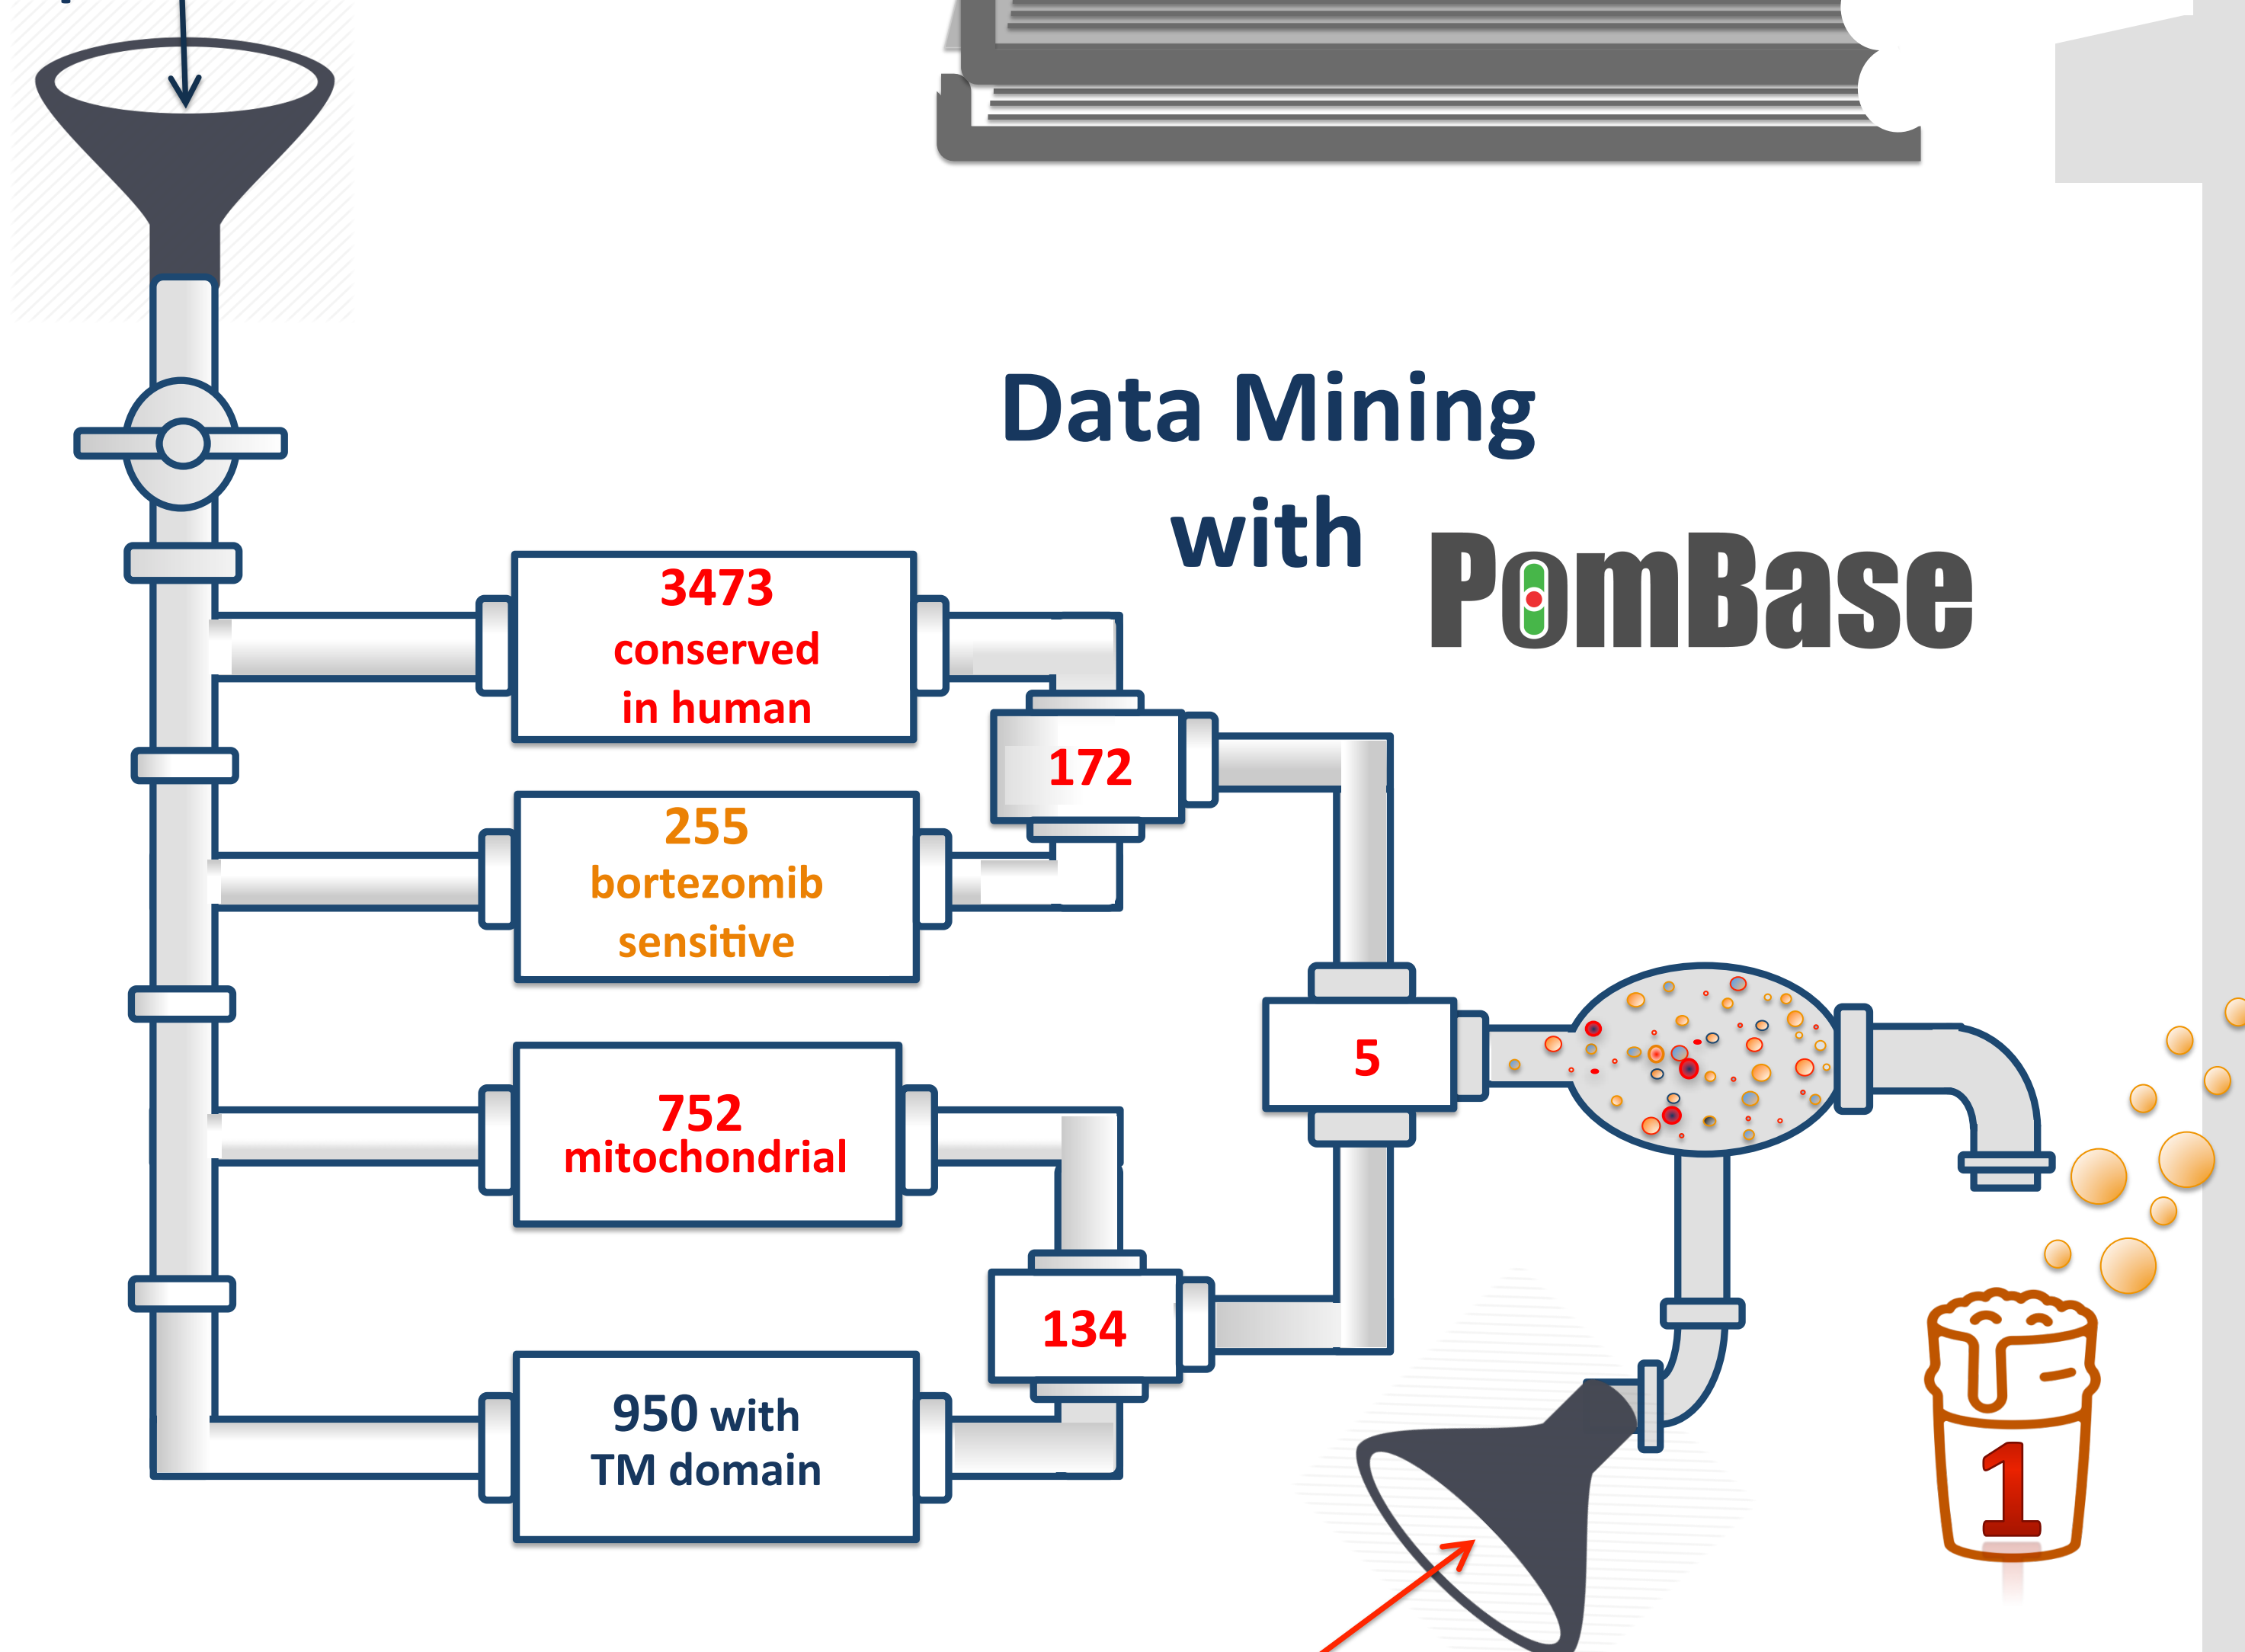 Data Mining
with PomBase
3473
conserved
in human
172
255
bortezomib
sensitive
5
752
mitochondrial
134
950 with
TM domain
1